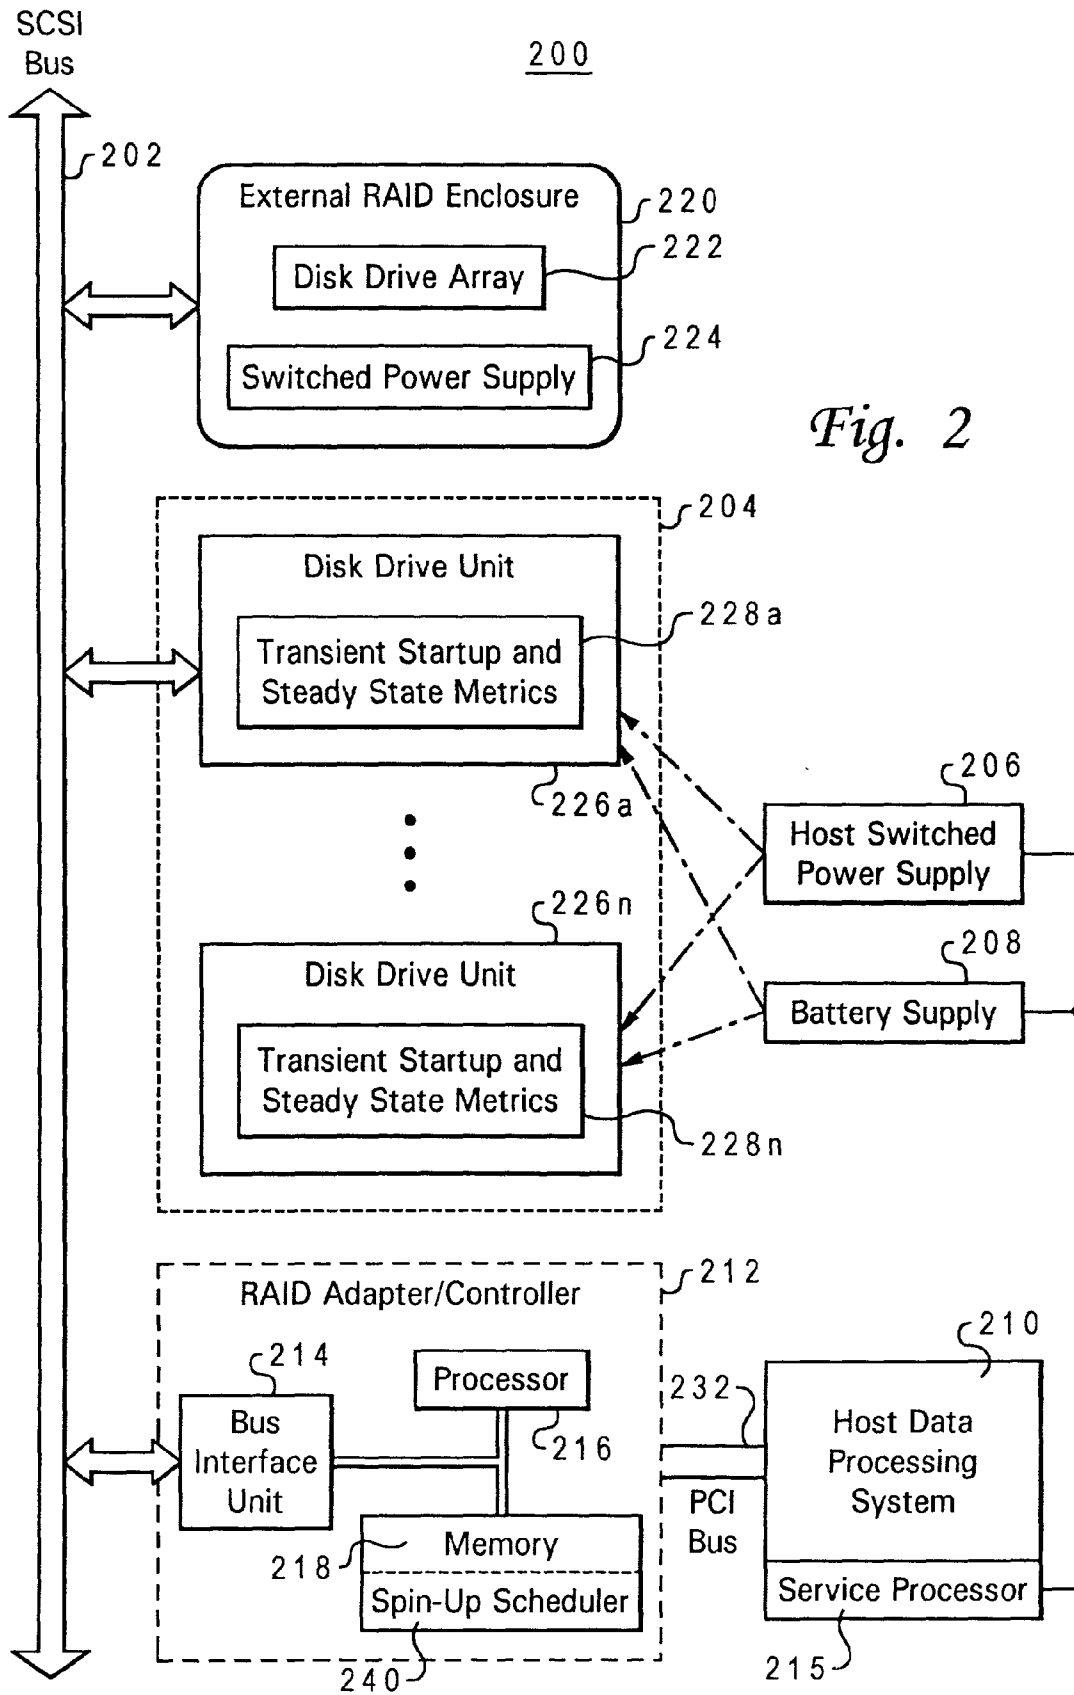 SCSI
Bus
200
202
External RAID Enclosure
220
222
Disk Drive Array
224
Switched Power Supply
Fig. 2
204
Disk Drive Unit
228a
Transient Startup and
Steady State Metrics
226a
206
Host Switched
Power Supply
226n
208
Disk Drive Unit
Battery Supply
Transient Startup and
Steady State Metrics
228n
212
RAID Adapter/Controller
210
214
Processor
232
216
Bus
Interface
Unit
Host Data
Processing
System
PCI
Bus
218
Memory
Spin-Up Scheduler
Service Processor
240
215